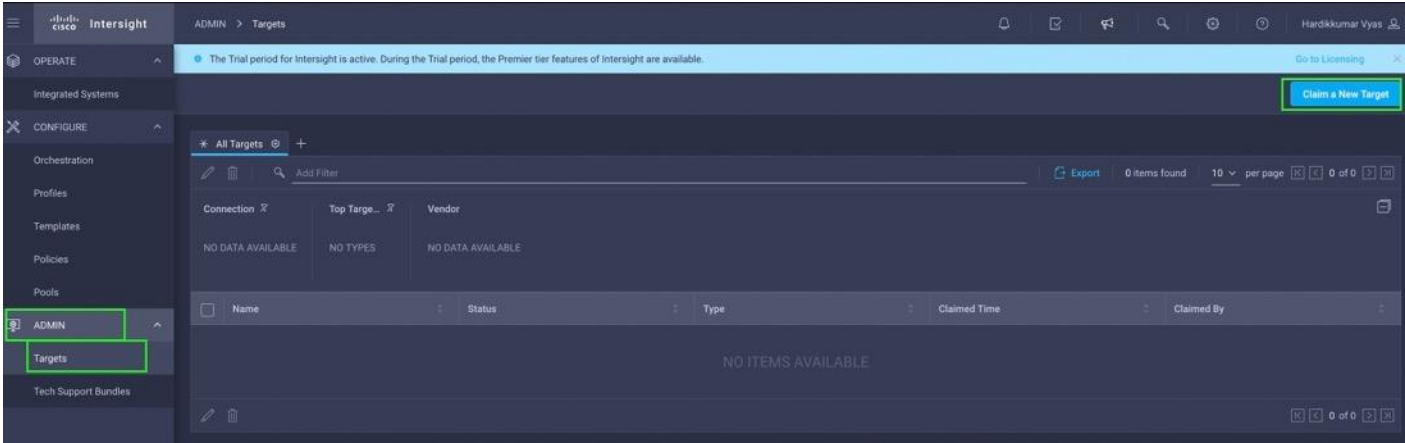 cisco Intersight
ADMIN > Targets
Hardikkumar Vyas
OPERATE
The Trial period for Intersight is active. During the Trial period, the Premier tier features of Intersight are available.
Go to Licensing
Integrated Systems
Claim a New Target
CONFIGURE
All Targets
Orchestration
Add Filter
Export 0 items found 10 per page 0 of 0
Profiles
Connection Top Targe... Vendor
Templates
NO DATA AVAILABLE NO TYPES NO DATA AVAILABLE
Policies
Pools
Name Status Type Claimed Time Claimed By
ADMIN
Targets
NO ITEMS AVAILABLE
Tech Support Bundles
0 of 0